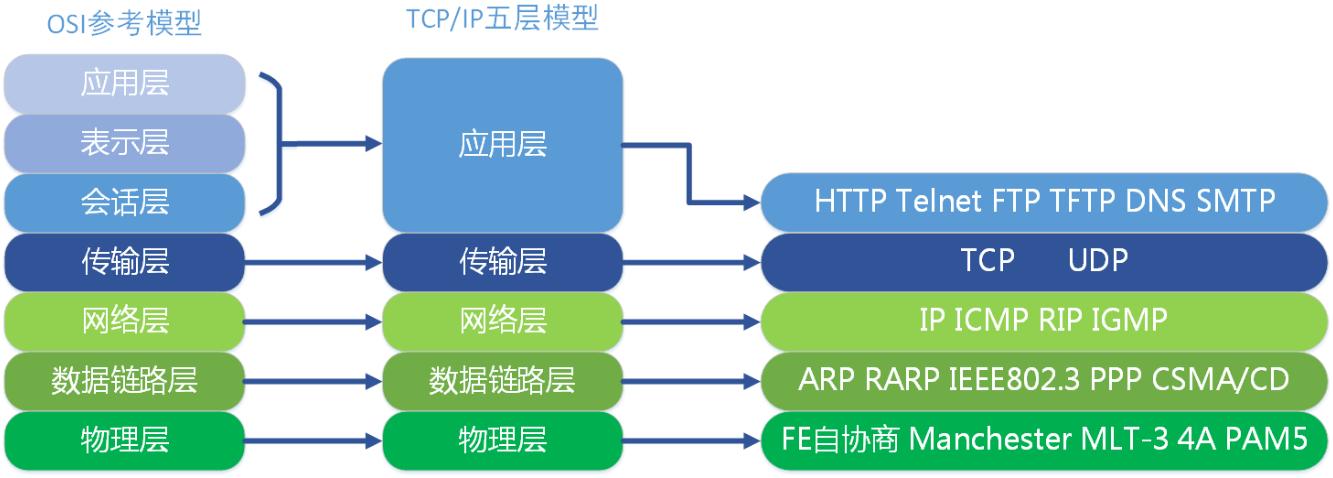 OSI参考模型
TCP/IP五层模型
应用层
表示层
会话层
传输层
网络层
数据链路层
物理层
应用层
传输层
网络层
数据链路层
物理层
HTTP Telnet FTP TFTP DNS SMTP
TCP UDP
IP ICMP RIP IGMP
ARP RARP IEEE802.3 PPP CSMA/CD
FE自协商 Manchester MLT-3 4A PAM5